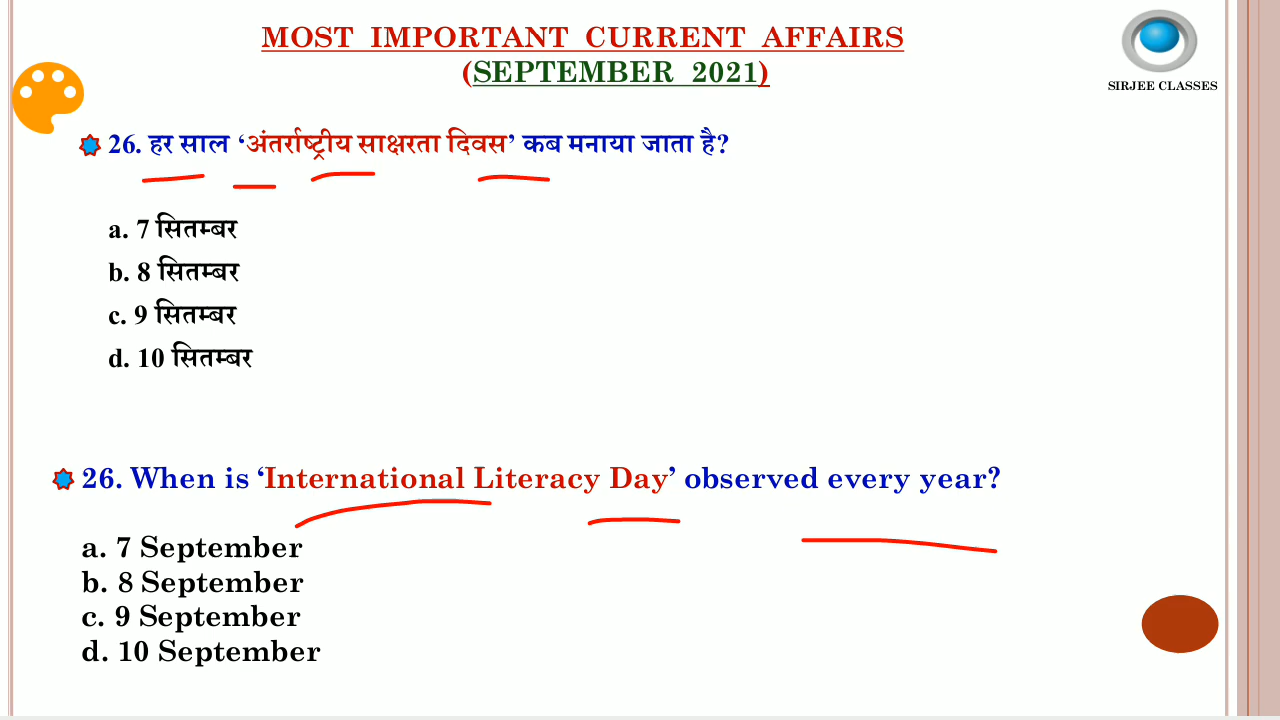 MOST IMPORTANT CURRENT AFFAIRS
(SEPTEMBER 2021)
SIRJEE CLASSES
26. हर साल ‘अंतर्राष्ट्रीय साक्षरता दिवस’ कब मनाया जाता है?
a. 7 सितम्बर
b. 8 सितम्बर
c. 9 सितम्बर
d. 10 सितम्बर
26. When is ‘International Literacy Day’ observed every year?
a. 7 September
b. 8 September
c. 9 September
d. 10 September